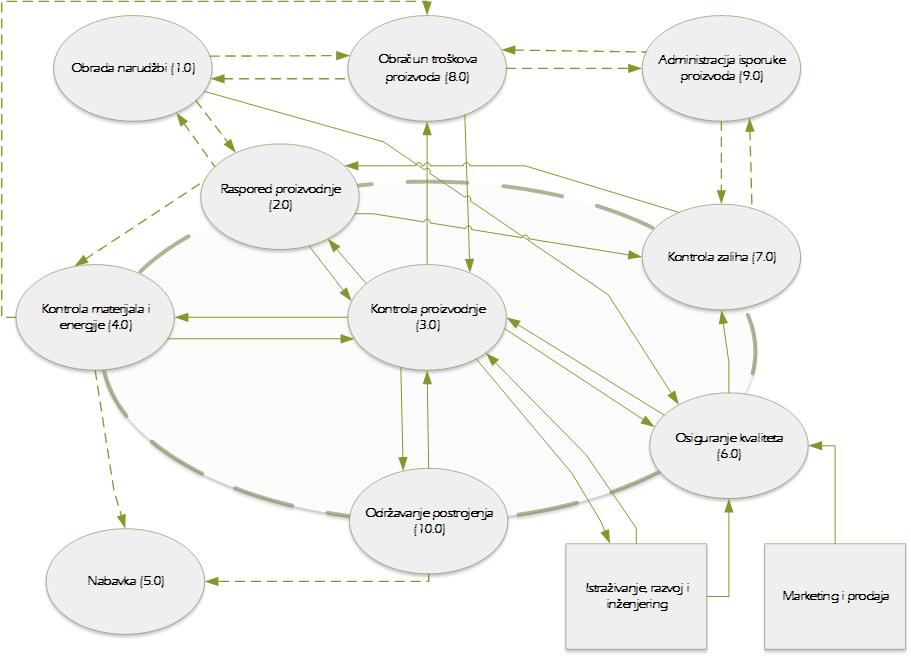 Obrada narudžbi (1.0)
Obračun troškova
proizvoda (8.0)
Administracija isporuke
proizvoda (9.0)
Raspored proizvodnje
(2.0)
Kontrola zaliha (7.0)
Kontrola materijala i
energije (4.0)
Kontrola proizvodnje
(3.0)
Osiguranje kvaliteta
(6.0)
Održavanje postrojenja
(10.0)
Nabavka (5.0)
Istraživanje, razvoj i
inženjering
Marketing i prodaja